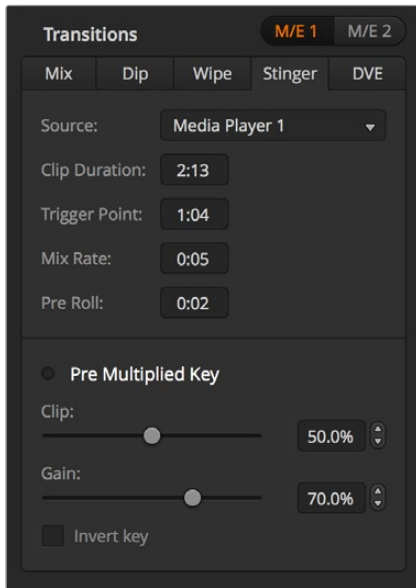 Transitions M/E 1 M/E 2
Mix Dip Wipe Stinger DVE
Source: Media Player 1
Clip Duration: 2:13
Trigger Point: 1:04
Mix Rate: 0:05
Pre Roll: 0:02
Pre Multiplied Key
Clip:
50.0%
Gain:
70.0%
Invert key